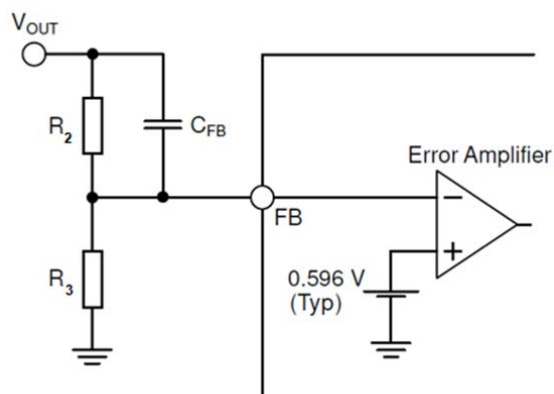 VOUT
R2
CFB
Error Amplifier
FB
−
+
R3
0.596 V
(Typ)